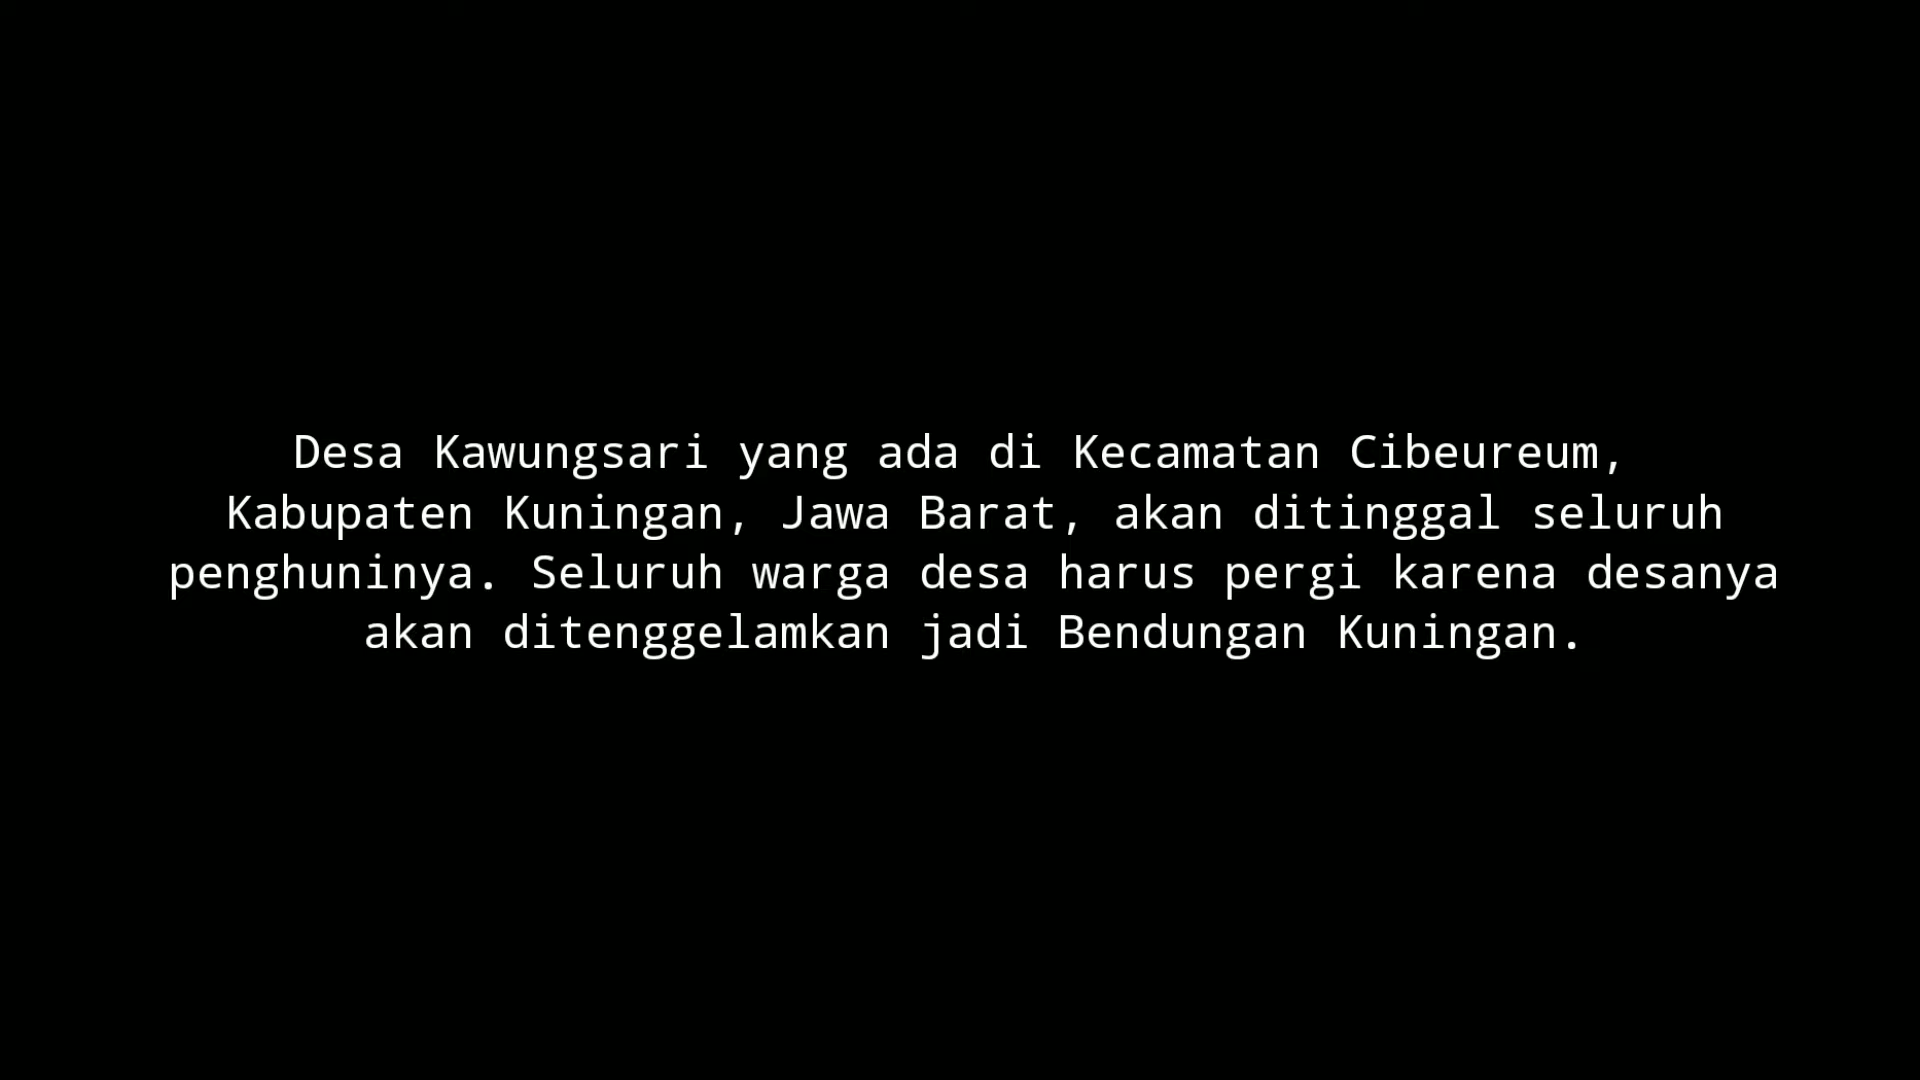 Desa Kawungsari yang ada di Kecamatan Cibeureum,
Kabupaten Kuningan, Jawa Barat, akan ditinggal seluruh
penghuninya. Seluruh warga desa harus pergi karena desanya
akan ditenggelamkan jadi Bendungan Kuningan.